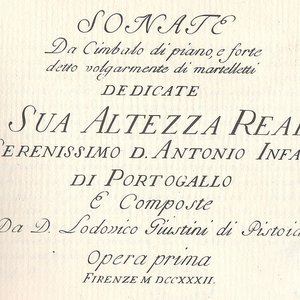 SONATE
Da Cimbalo di piano, e forte
detto volgarmente di martelletti
DEDICATE
SUA ALTEZZA REAL
SERENISSIMO D. ANTONIO INFA
DI PORTOGALLO
E Composte
Da D. Lodovico Giustini di Pistoia
Opera prima
FIRENZE M DCCXXXII.